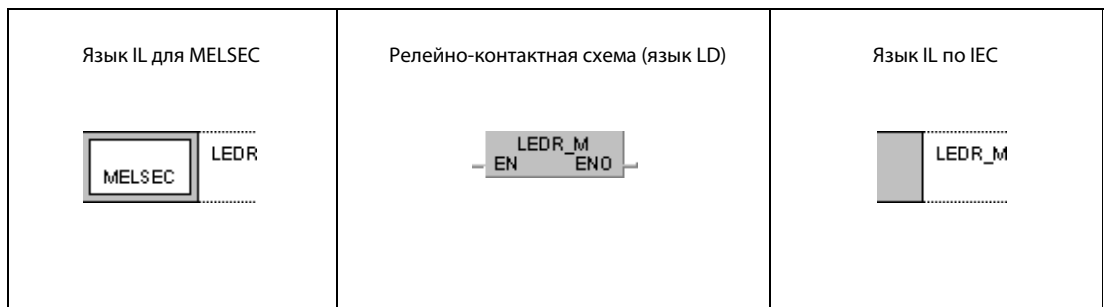 Язык IL для MELSEC
Релейно-контактная схема (язык LD)
Язык IL по IEC
MELSEC
LEDR
LEDR_M
EN ENO
LEDR_M